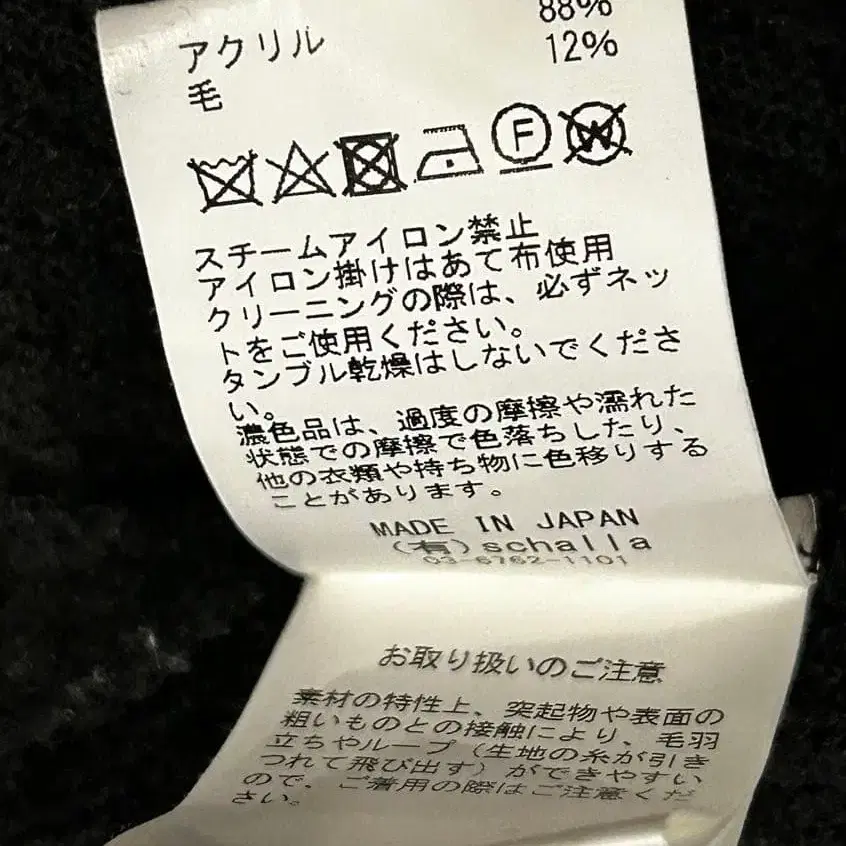 アクリル 88%
毛 12%
F W
スチームアイロン禁止
アイロン掛けはあて布使用
クリーニングの際は、必ずネッ
トをご使用ください。
タンブル乾燥はしないでくださ
い。
濃色品は、過度の摩擦や濡れた
状態での摩擦で色落ちしたり、
他の衣類や持ち物に色移りする
ことがあります。
MADE IN JAPAN
(有)schalla
03-6762-1101
お取り扱いのご注意
素材の特性上、突起物や表面の
粗いものとの接触により、毛羽
立ちやループ(生地の糸が引き
つれて飛び出す)ができやすい
ので、ご着用の際はご注意くだ
さい。